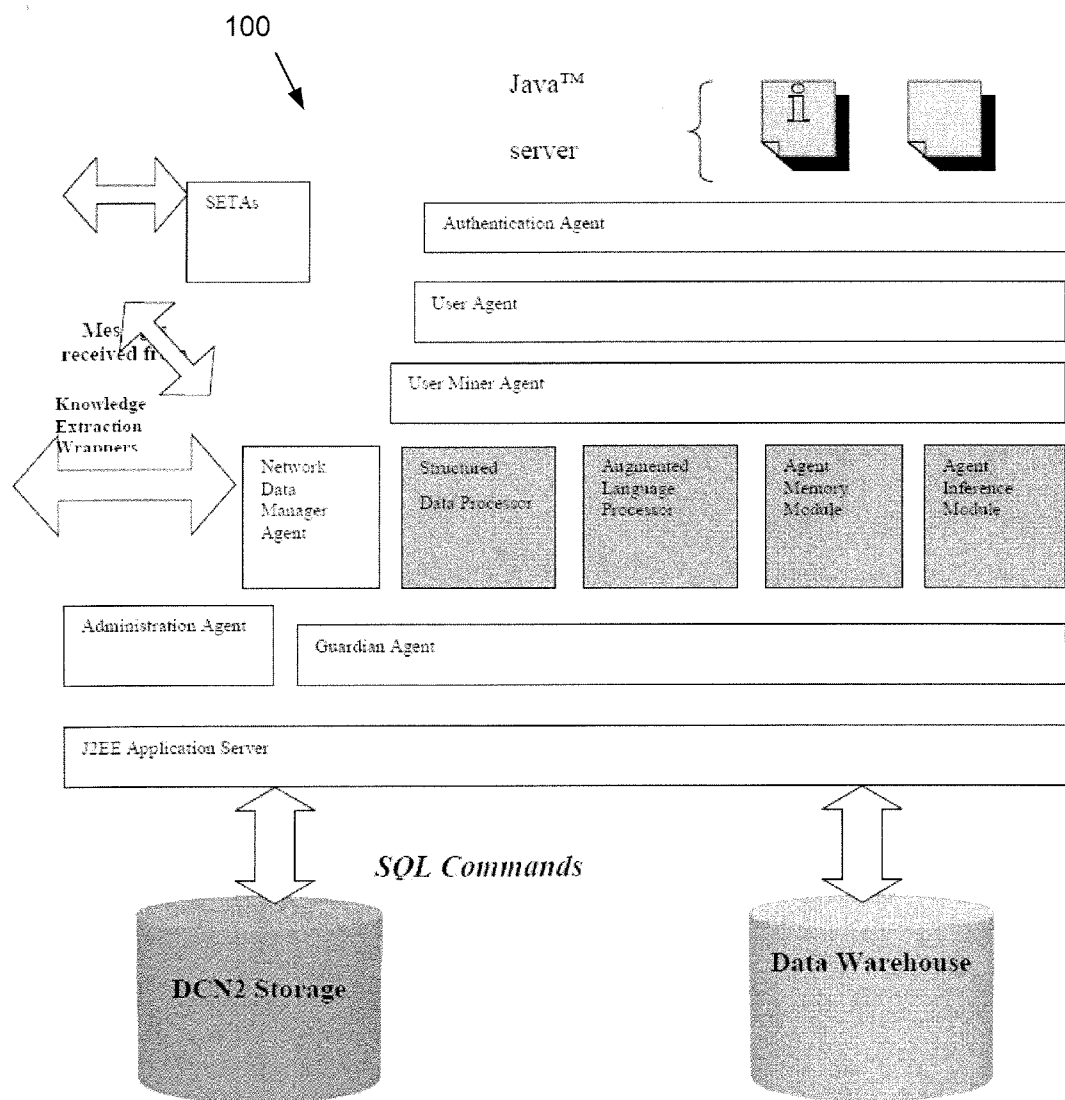 100
Java™
server
SETAs
Authentication Agent
User Agent
received
User Miner Agent
Knowledge
Extraction
Wrappers
Network
Data
Manager
Agent
Structured
Data Processor
Augmented
Language
Processor
Agent
Memory
Module
Agent
Inference
Module
Administration Agent
Guardian Agent
J2EE Application Server
SQL Commands
DCN2 Storage
Data Warehouse